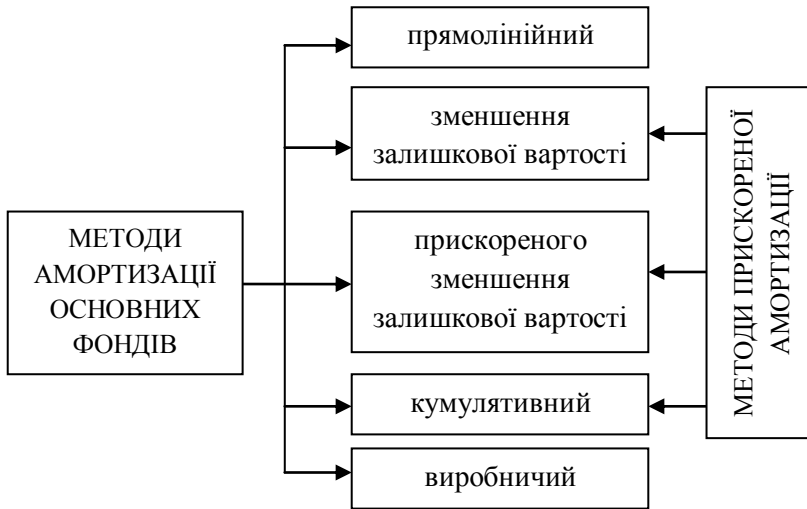 прямолінійний
зменшення
залишкової вартості
МЕТОДИ
АМОРТИЗАЦІЇ
ОСНОВНИХ
ФОНДІВ
прискореного
зменшення
залишкової вартості
кумулятивний
виробничий
МЕТОДИ ПРИСКОРЕНОЇ
АМОРТИЗАЦІЇ